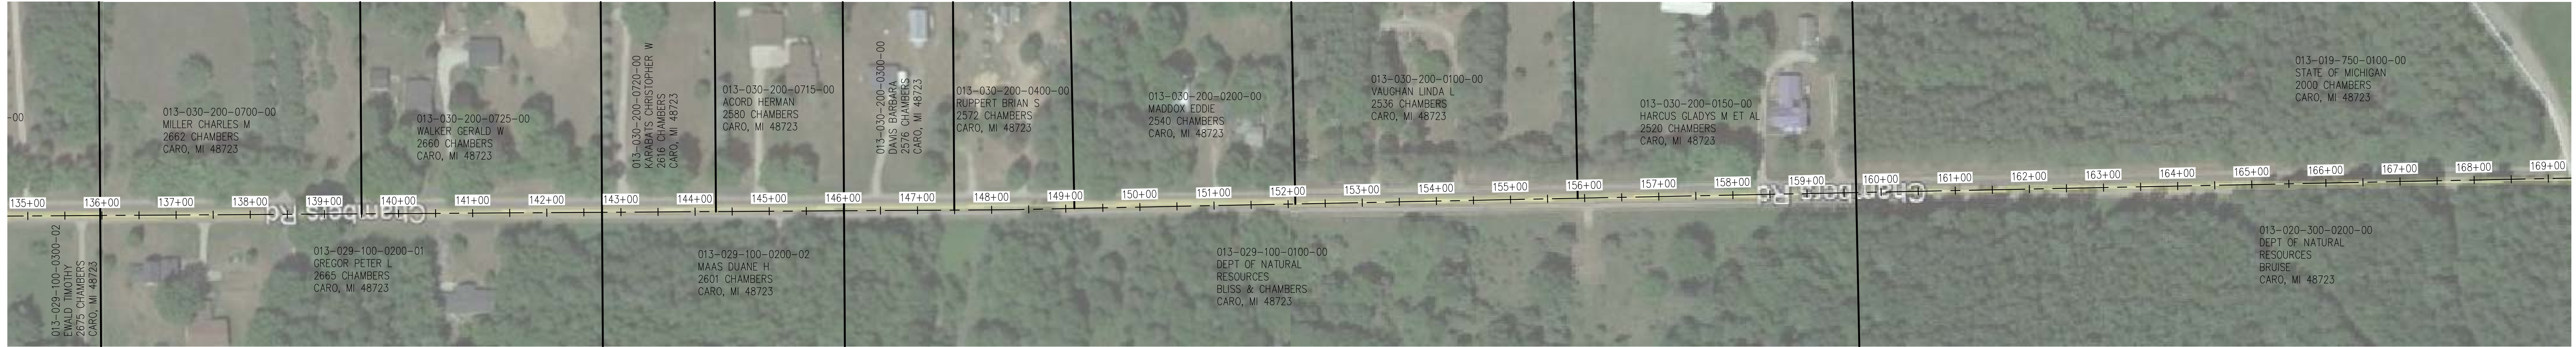 -00
013-030-200-0700-00
MILLER CHARLES M
2662 CHAMBERS
CARO, MI 48723
013-030-200-0725-00
WALKER GERALD W
2660 CHAMBERS
CARO, MI 48723
013-030-200-0720-00
KARABATS CHRISTOPHER W
2616 CHAMBERS
CARO, MI 48723
013-030-200-0715-00
ACORD HERMAN
2580 CHAMBERS
CARO, MI 48723
013-030-200-0300-00
DAVIS BARBARA
2576 CHAMBERS
CARO, MI 48723
013-030-200-0400-00
RUPPERT BRIAN S
2572 CHAMBERS
CARO, MI 48723
013-030-200-0200-00
MADDOX EDDIE
2540 CHAMBERS
CARO, MI 48723
013-030-200-0100-00
VAUGHAN LINDA L
2536 CHAMBERS
CARO, MI 48723
013-030-200-0150-00
HARCUS GLADYS M ET AL
2520 CHAMBERS
CARO, MI 48723
013-019-750-0100-00
STATE OF MICHIGAN
2000 CHAMBERS
CARO, MI 48723
135+00 136+00 137+00 138+00 139+00 140+00 141+00 142+00 143+00 144+00 145+00 146+00 147+00 148+00 149+00 150+00 151+00 152+00 153+00 154+00 155+00 156+00 157+00 158+00 159+00 160+00 161+00 162+00 163+00 164+00 165+00 166+00 167+00 168+00 169+00
Chambers Rd
Chambers Rd
013-029-100-0300-02
EWALD TIMOTHY
2675 CHAMBERS
CARO, MI 48723
013-029-100-0200-01
GREGOR PETER L
2665 CHAMBERS
CARO, MI 48723
013-029-100-0200-02
MAAS DUANE H
2601 CHAMBERS
CARO, MI 48723
013-029-100-0100-00
DEPT OF NATURAL
RESOURCES
BLISS & CHAMBERS
CARO, MI 48723
013-020-300-0200-00
DEPT OF NATURAL
RESOURCES
BRUISE
CARO, MI 48723